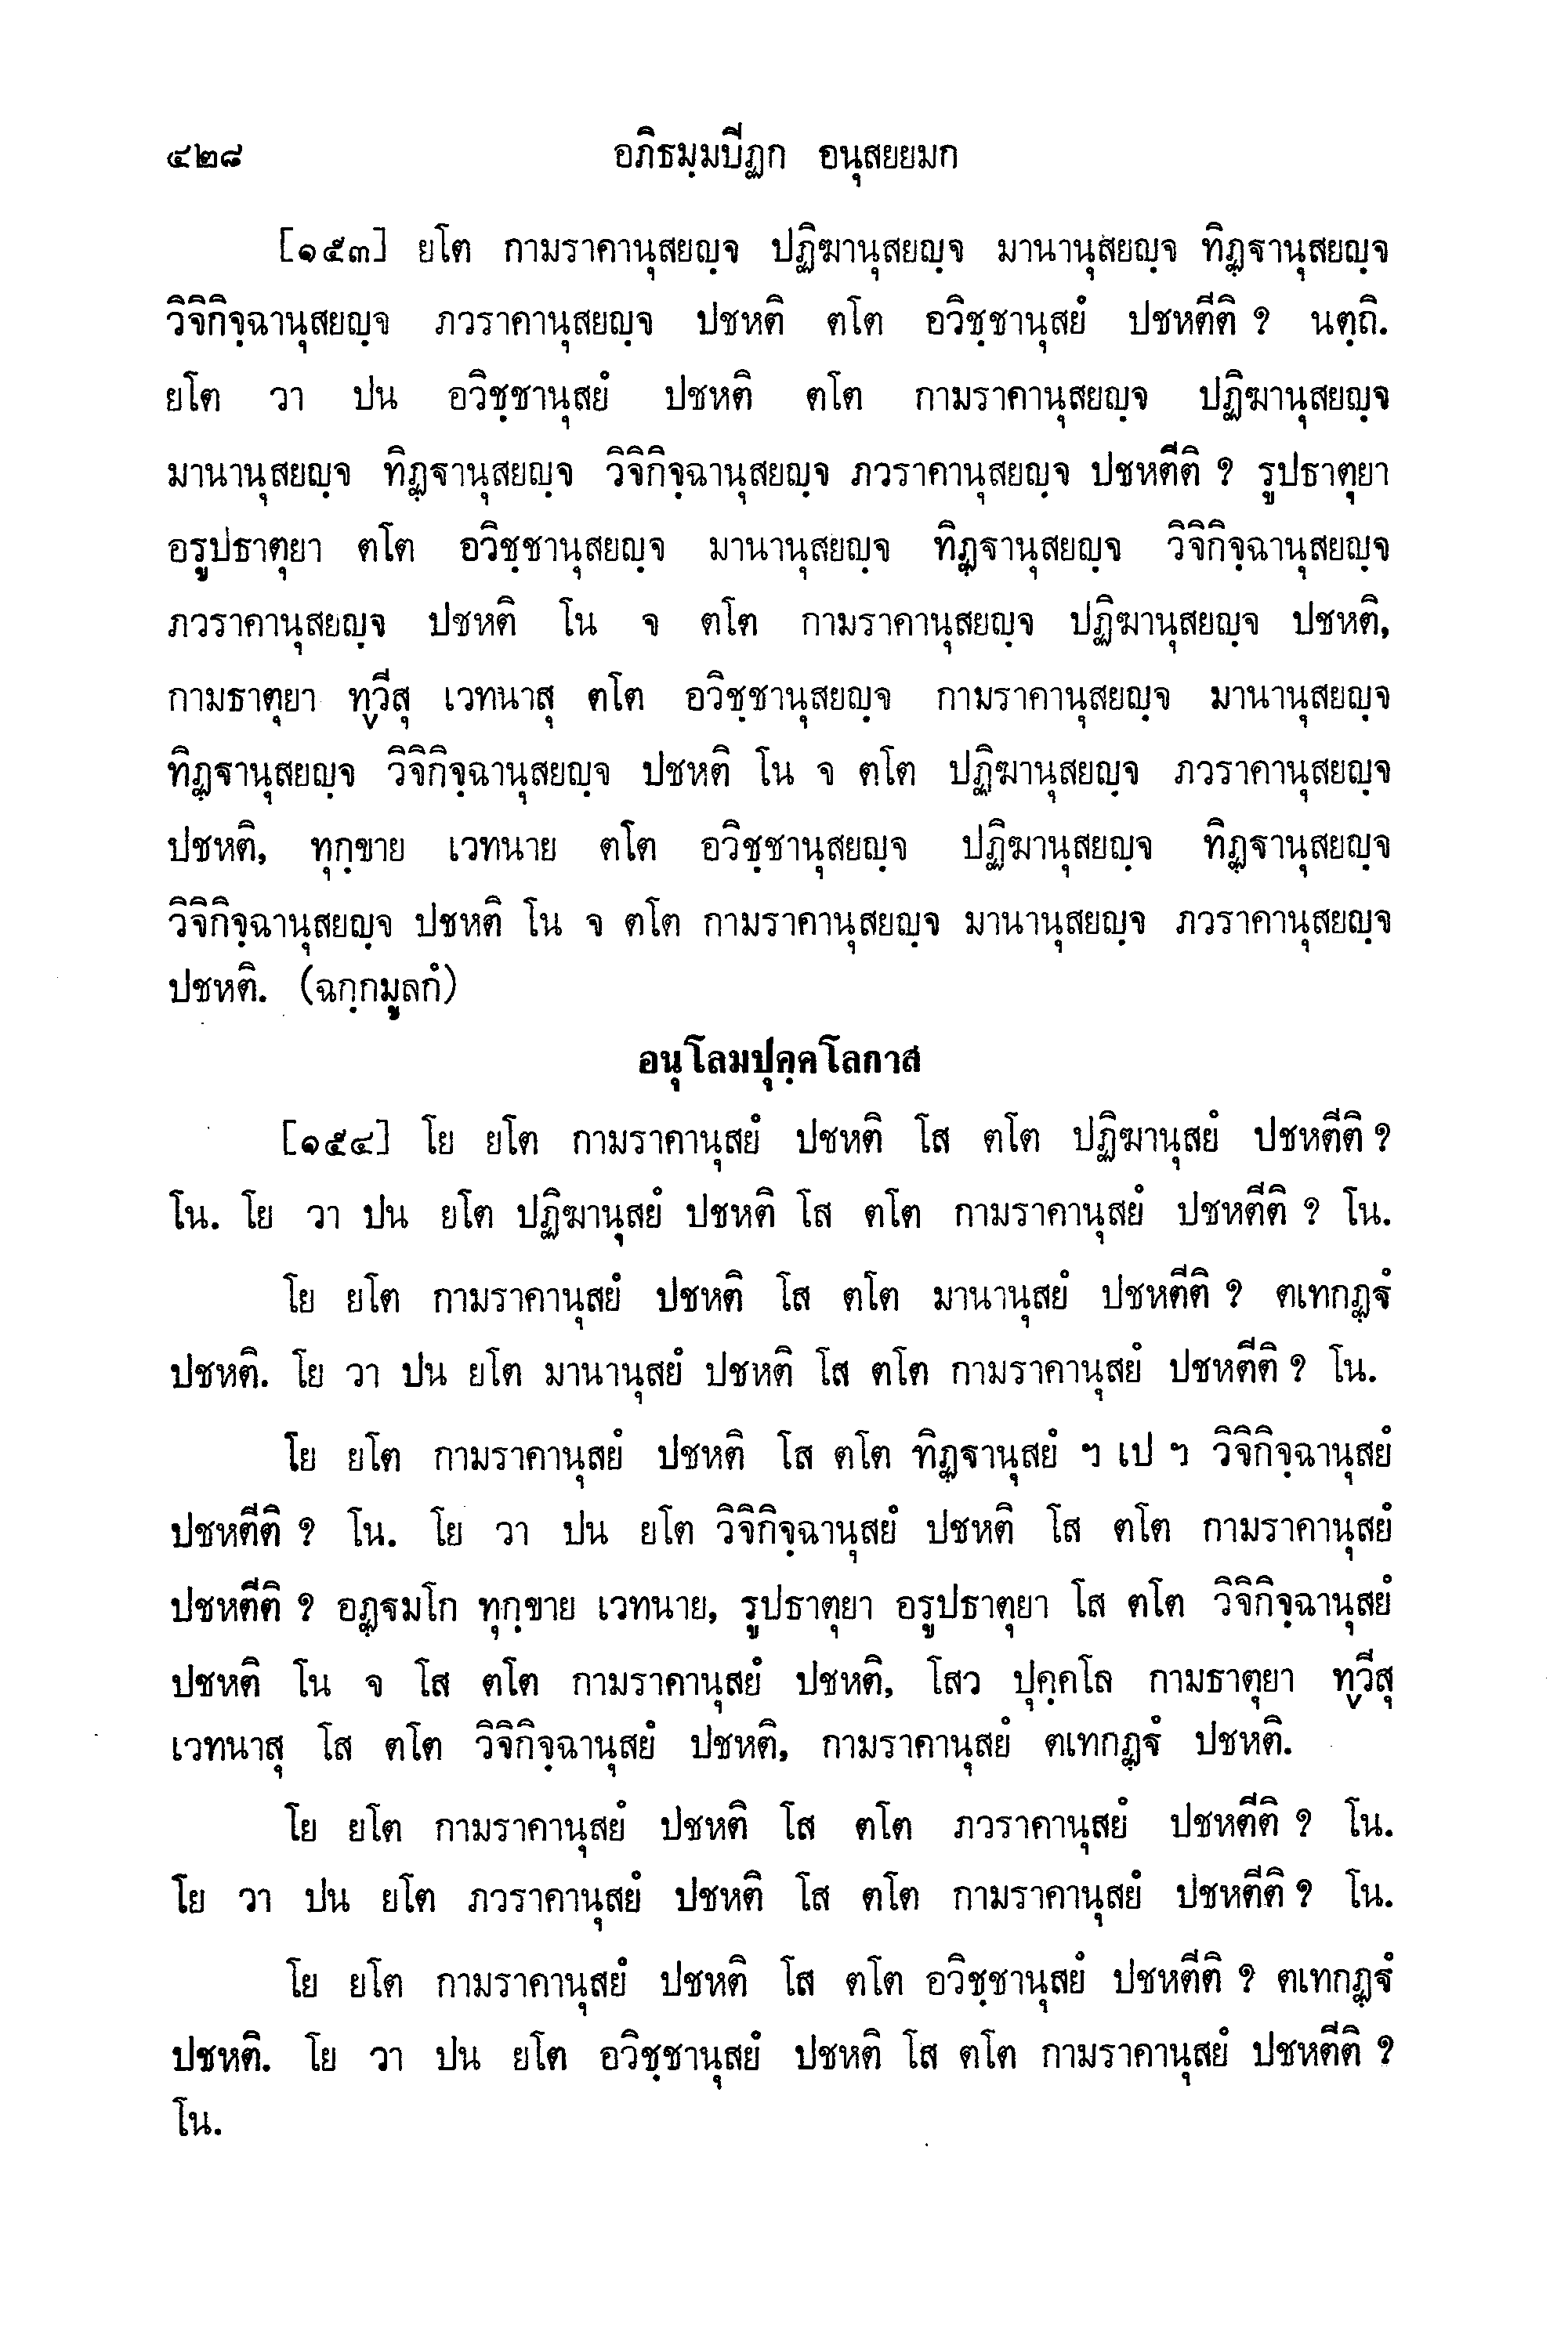 ๔๒๘ อภิธมฺมปีฏก อนุสยยมก
[๑๕๓] ยโต กามราคานุสยญฺจ ปฏิฆานุสยญฺจ มานานุสยญฺจ ทิฏฺฐานุสยญฺจ
วิจิกิจฺฉานุสยญฺจ ภวราคานุสยญฺจ ปชหติ ตโต อวิชฺชานุสยํ ปชหตีติ ? นตฺถิ.
ยโต วา ปน อวิชฺชานุสยํ ปชหติ ตโต กามราคานุสยญฺจ ปฏิฆานุสยญฺจ
มานานุสยญฺจ ทิฏฺฐานุสยญฺจ วิจิกิจฺฉานุสยญฺจ ภวราคานุสยญฺจ ปชหตีติ ? รูปธาตุยา
อรูปธาตุยา ตโต อวิชฺชานุสยญฺจ มานานุสยญฺจ ทิฏฺฐานุสยญฺจ วิจิกิจฺฉานุสยญฺจ
ภวราคานุสยญฺจ ปชหติ โน จ ตโต กามราคานุสยญฺจ ปฏิฆานุสยญฺจ ปชหติ,
กามธาตุยา ทฺวีสุ เวทนาสุ ตโต อวิชฺชานุสยญฺจ กามราคานุสยญฺจ มานานุสยญฺจ
ทิฏฺฐานุสยญฺจ วิจิกิจฺฉานุสยญฺจ ปชหติ โน จ ตโต ปฏิฆานุสยญฺจ ภวราคานุสยญฺจ
ปชหติ, ทุกฺขาย เวทนาย ตโต อวิชฺชานุสยญฺจ ปฏิฆานุสยญฺจ ทิฏฺฐานุสยญฺจ
วิจิกิจฺฉานุสยญฺจ ปชหติ โน จ ตโต กามราคานุสยญฺจ มานานุสยญฺจ ภวราคานุสยญฺจ
ปชหติ. (ฉกฺกมูลกํ)
อนุโลมปุคฺคโลกาส
[๑๕๔] โย ยโต กามราคานุสยํ ปชหติ โส ตโต ปฏิฆานุสยํ ปชหตีติ ?
โน. โย วา ปน ยโต ปฏิฆานุสยํ ปชหติ โส ตโต กามราคานุสยํ ปชหตีติ ? โน.
โย ยโต กามราคานุสยํ ปชหติ โส ตโต มานานุสยํ ปชหตีติ ? ตเทกฏฺฐํ
ปชหติ. โย วา ปน ยโต มานานุสยํ ปชหติ โส ตโต กามราคานุสยํ ปชหตีติ ? โน.
โย ยโต กามราคานุสยํ ปชหติ โส ตโต ทิฏฺฐานุสยํ ฯ เป ฯ วิจิกิจฺฉานุสยํ
ปชหตีติ ? โน. โย วา ปน ยโต วิจิกิจฺฉานุสยํ ปชหติ โส ตโต กามราคานุสยํ
ปชหตีติ ? อฏฺฐมโก ทุกฺขาย เวทนาย, รูปธาตุยา อรูปธาตุยา โส ตโต วิจิกิจฺฉานุสยํ
ปชหติ โน จ โส ตโต กามราคานุสยํ ปชหติ, โสว ปุคฺคโล กามธาตุยา ทฺวีสุ
เวทนาสุ โส ตโต วิจิกิจฺฉานุสยํ ปชหติ, กามราคานุสยํ ตเทกฏฺฐํ ปชหติ.
โย ยโต กามราคานุสยํ ปชหติ โส ตโต ภวราคานุสยํ ปชหตีติ ? โน.
โย วา ปน ยโต ภวราคานุสยํ ปชหติ โส ตโต กามราคานุสยํ ปชหตีติ ? โน.
โย ยโต กามราคานุสยํ ปชหติ โส ตโต อวิชฺชานุสยํ ปชหตีติ ? ตเทกฏฺฐํ
ปชหติ. โย วา ปน ยโต อวิชฺชานุสยํ ปชหติ โส ตโต กามราคานุสยํ ปชหตีติ ?
โน.